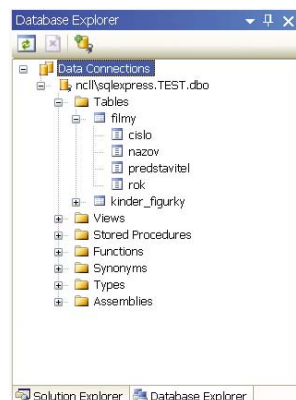 Database Explorer
Data Connections
ncll\sqlexpress.TEST.dbo
Tables
filmy
cislo
nazov
predstavitel
rok
kinder_figurky
Views
Stored Procedures
Functions
Synonyms
Types
Assemblies
Solution Explorer Database Explorer